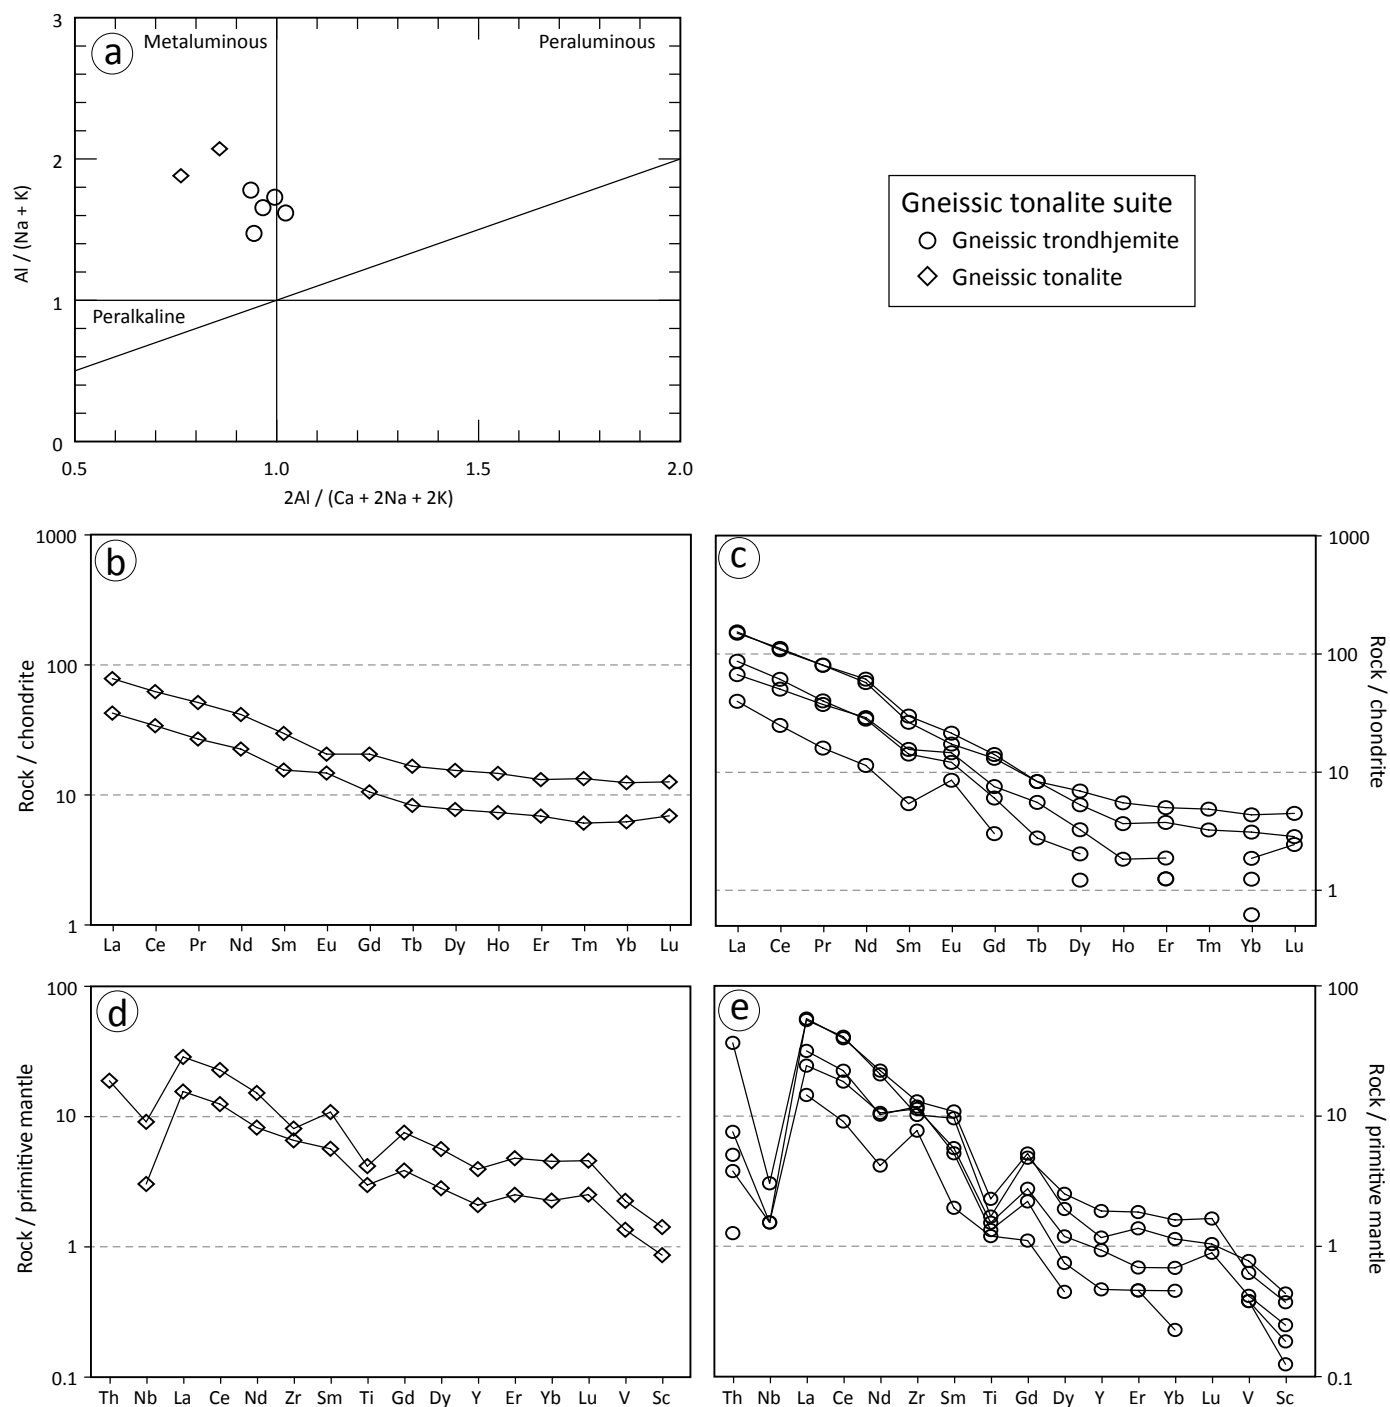 a
Metaluminous
Peraluminous
Peralkaline
3
2
1
0
Al / (Na + K)
0.5 1.0 1.5 2.0
2Al / (Ca + 2Na + 2K)
Gneissic tonalite suite
Gneissic trondhjemite
Gneissic tonalite
b
1000
100
10
1
Rock / chondrite
La Ce Pr Nd Sm Eu Gd Tb Dy Ho Er Tm Yb Lu
c
1000
100
10
1
Rock / chondrite
La Ce Pr Nd Sm Eu Gd Tb Dy Ho Er Tm Yb Lu
d
100
10
1
0.1
Rock / primitive mantle
Th Nb La Ce Nd Zr Sm Ti Gd Dy Y Er Yb Lu V Sc
e
100
10
1
0.1
Rock / primitive mantle
Th Nb La Ce Nd Zr Sm Ti Gd Dy Y Er Yb Lu V Sc